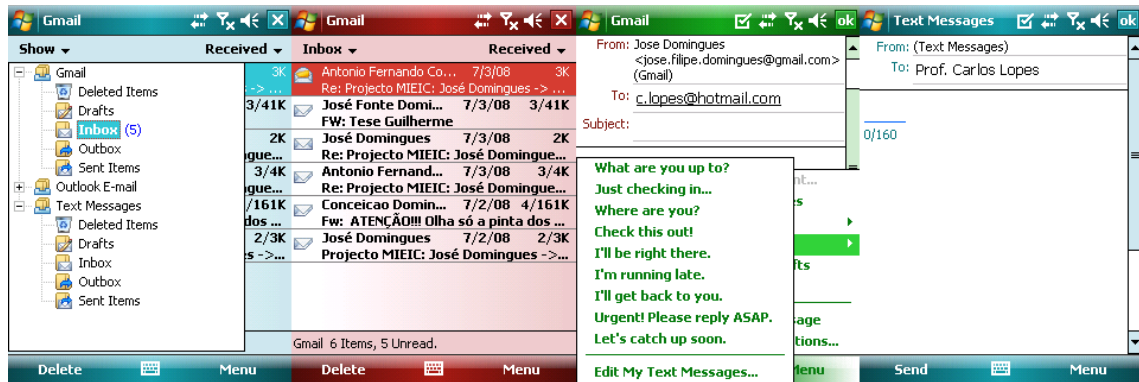 Gmail
Show
Received
Gmail
Deleted Items
Drafts
Inbox (5)
Outbox
Sent Items
Outlook E-mail
Text Messages
Deleted Items
Drafts
Inbox
Outbox
Sent Items
3K
-> ...
3/41K
2K
ngue...
3/4K
ngue...
/161K
dos ...
2/3K
s ->...
Delete
Menu
Gmail
Inbox
Received
Antonio Fernando Co... 7/3/08 3K
Re: Projecto MIEIC: José Domingues -> ...
José Fonte Domi... 7/3/08 3/41K
FW: Tese Guilherme
José Domingues 7/3/08 2K
Re: Projecto MIEIC: José Domingue...
Antonio Fernand... 7/3/08 3/4K
Re: Projecto MIEIC: José Domingue...
Conceicao Domin... 7/2/08 4/161K
Fw: ATENÇÃO!!! Olha só a pinta dos ...
José Domingues 7/2/08 2/3K
Projecto MIEIC: José Domingues ->...
Gmail 6 Items, 5 Unread.
Delete
Menu
Gmail
ok
From: Jose Domingues
<jose.filipe.domingues@gmail.com>
(Gmail)
To: c.lopes@hotmail.com
Subject:
What are you up to?
Just checking in...
Where are you?
Check this out!
I'll be right there.
I'm running late.
I'll get back to you.
Urgent! Please reply ASAP.
Let's catch up soon.
Edit My Text Messages...
nt...
s
fts
sage
tions...
Menu
Text Messages
ok
From: (Text Messages)
To: Prof. Carlos Lopes
0/160
Send
Menu